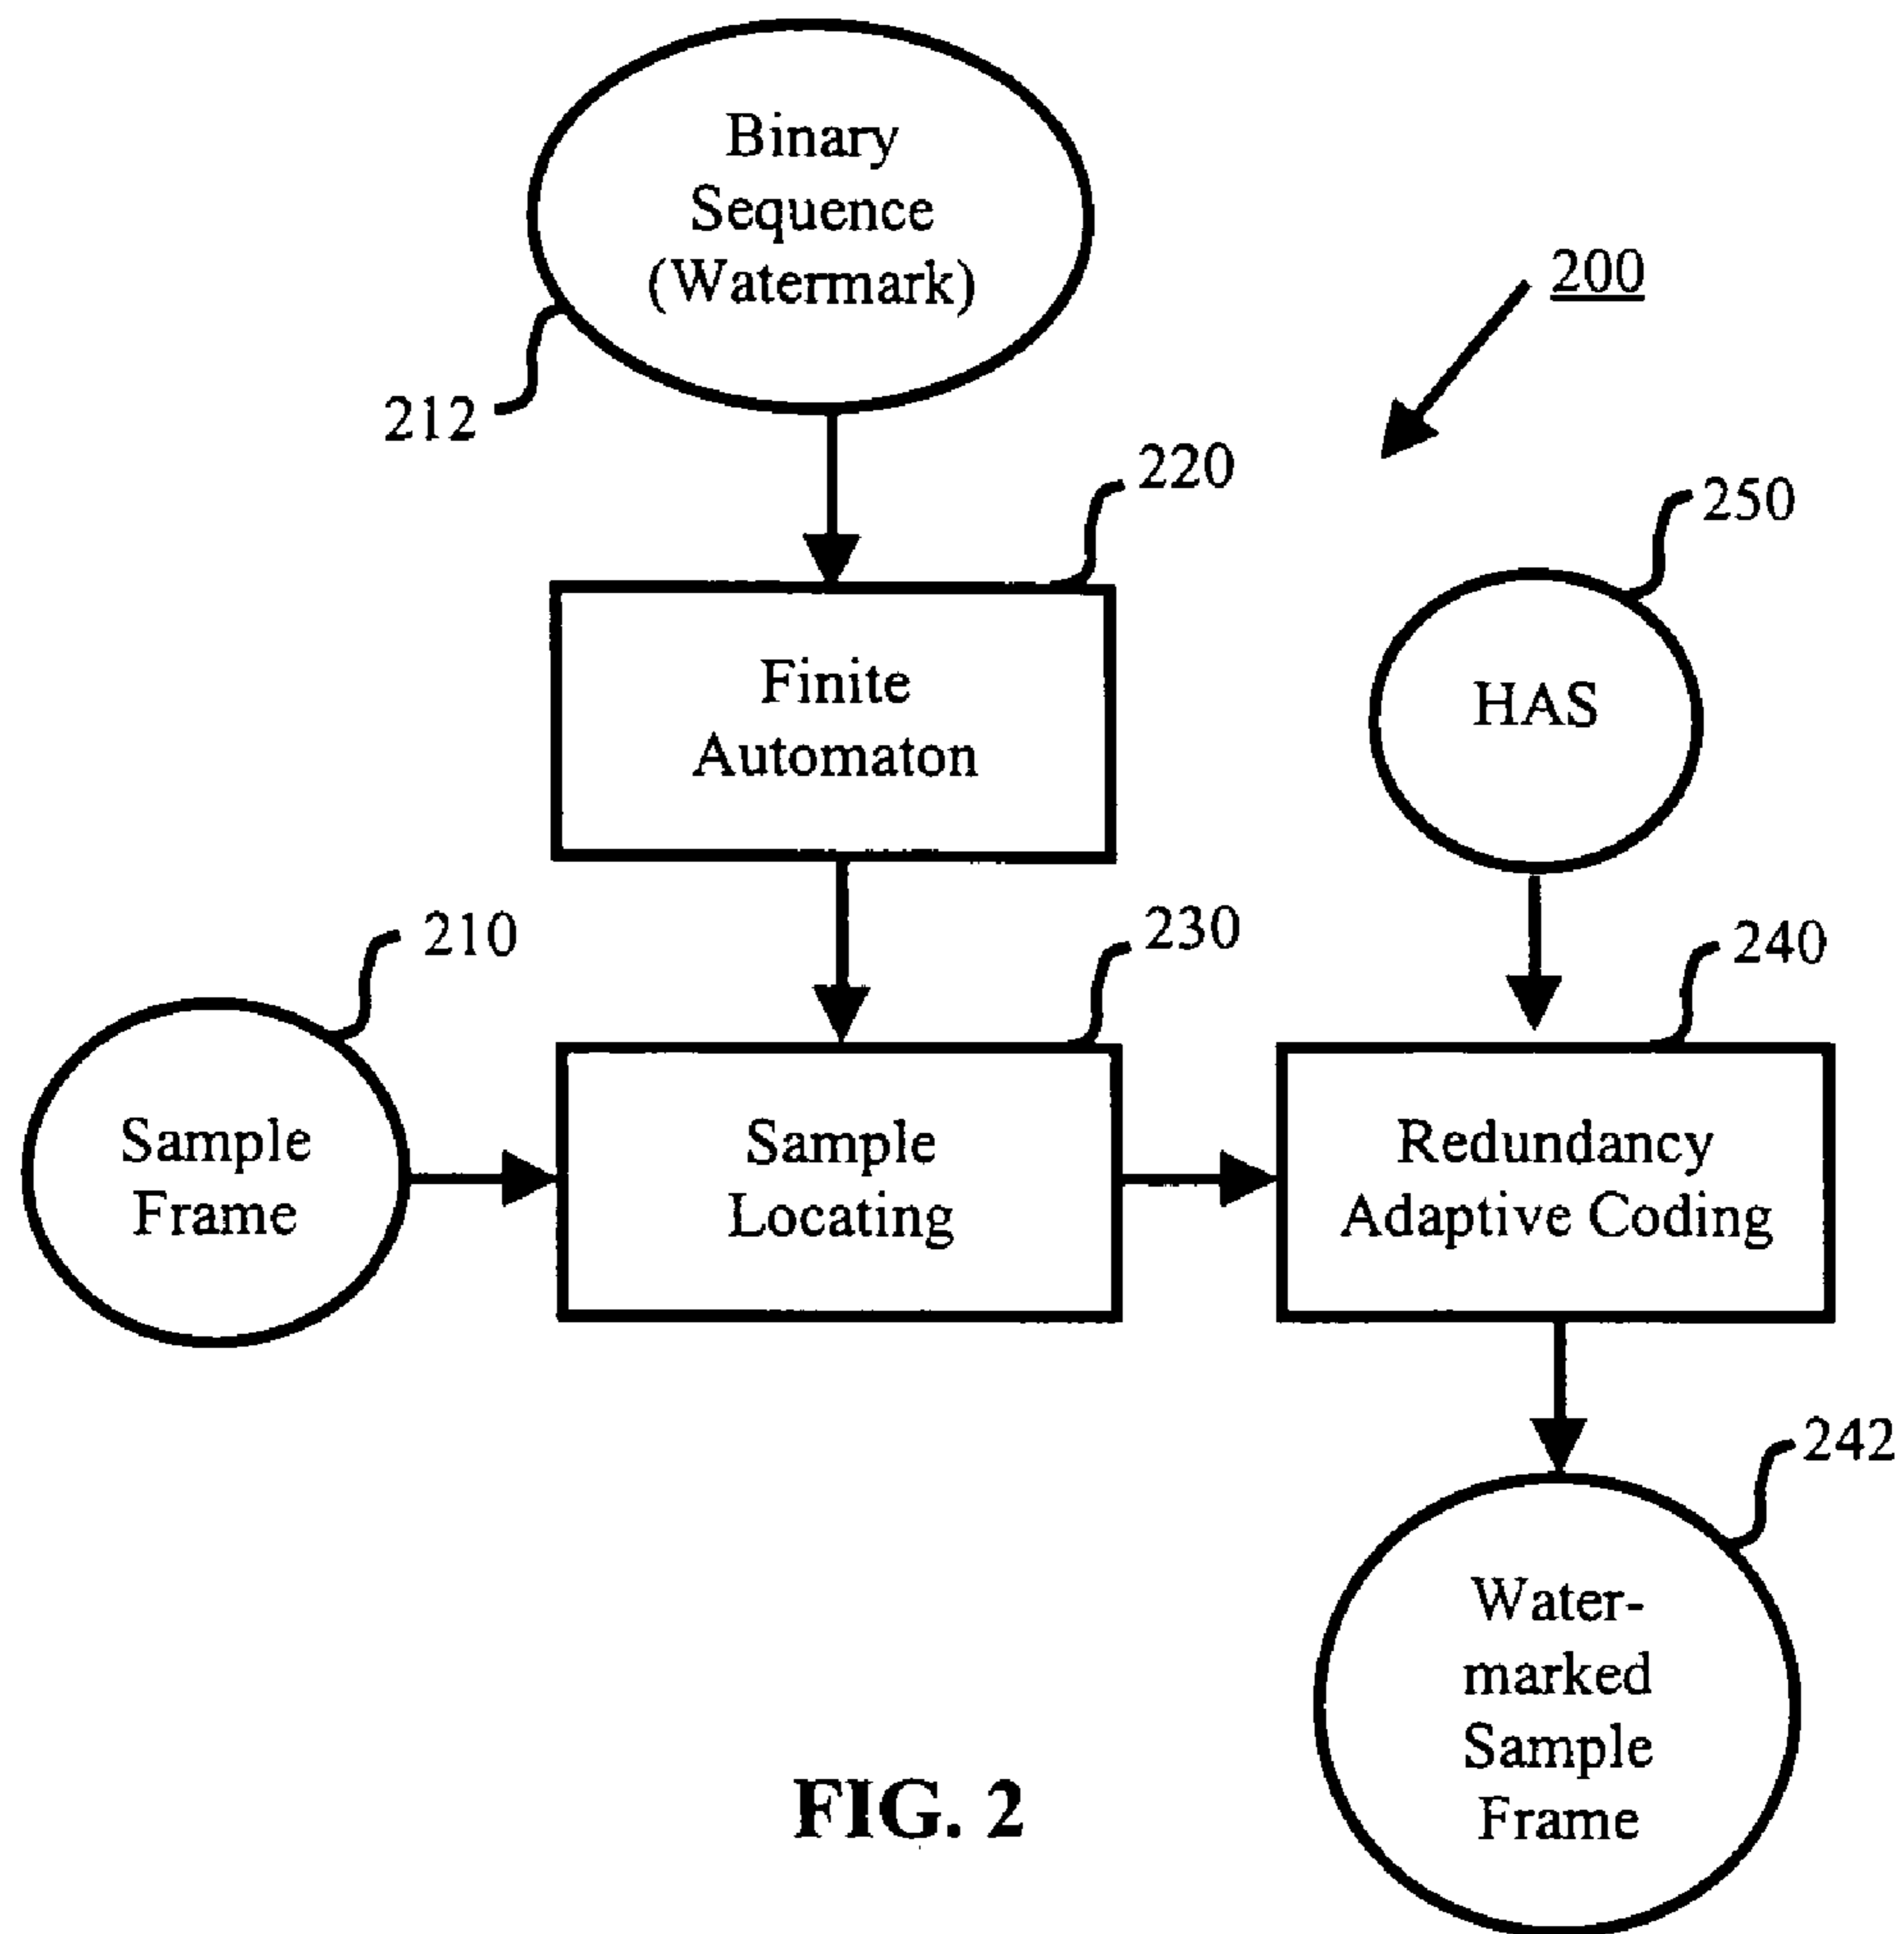 Binary
Sequence
(Watermark)
200
212
220
250
Finite
Automaton
HAS
210
230
240
Sample
Frame
Sample
Locating
Redundancy
Adaptive Coding
242
Water-
marked
Sample
Frame
FIG. 2